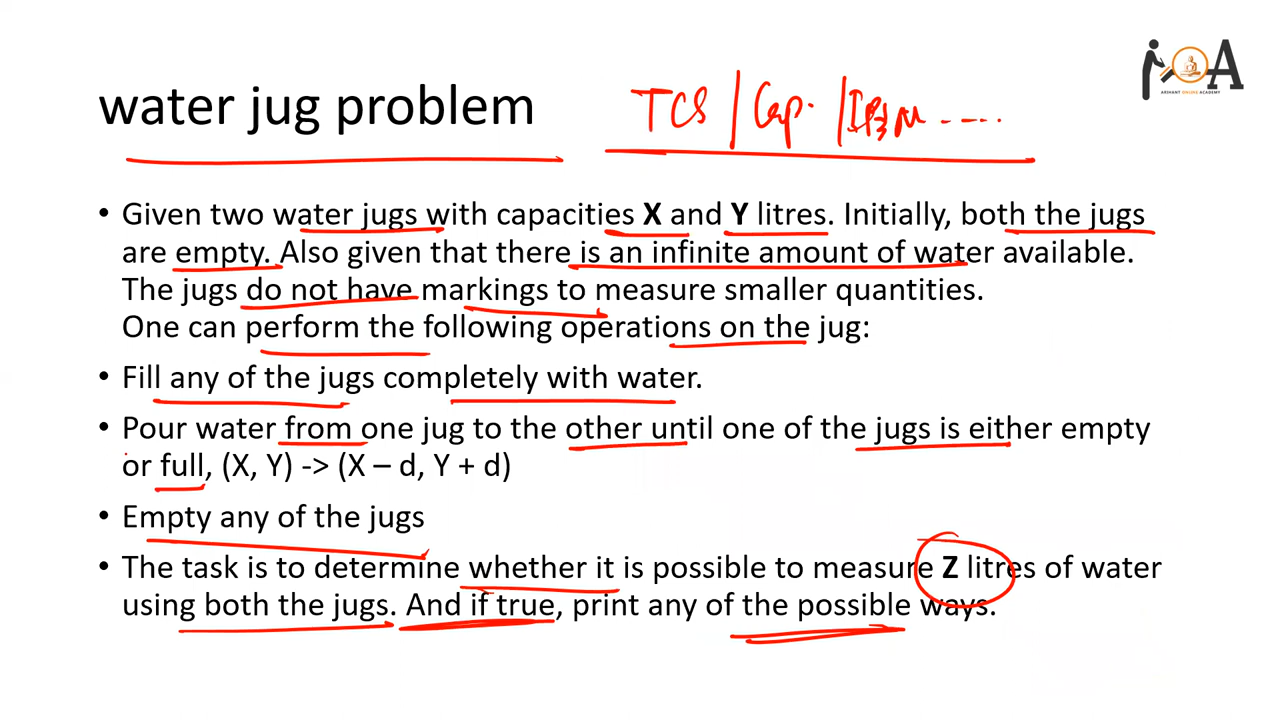 water jug problem
TCS / Cap. / IBM .....
• Given two water jugs with capacities X and Y litres. Initially, both the jugs
are empty. Also given that there is an infinite amount of water available.
The jugs do not have markings to measure smaller quantities.
One can perform the following operations on the jug:
• Fill any of the jugs completely with water.
• Pour water from one jug to the other until one of the jugs is either empty
or full, (X, Y) -> (X – d, Y + d)
• Empty any of the jugs
• The task is to determine whether it is possible to measure Z litres of water
using both the jugs. And if true, print any of the possible ways.
A
ARIHANT ONLINE ACADEMY